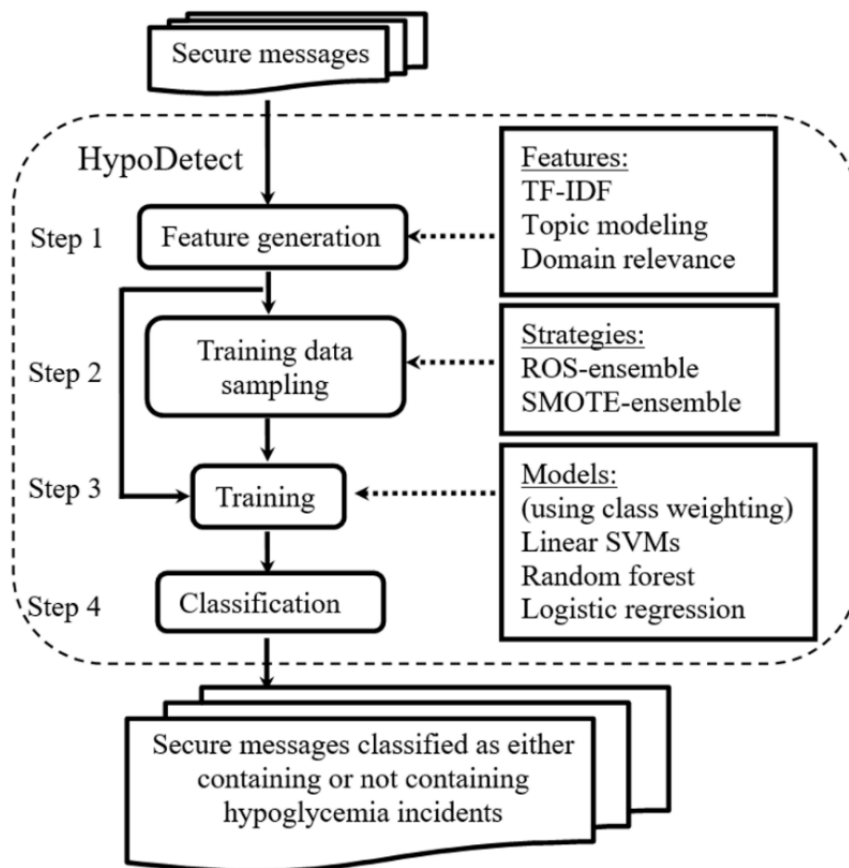 Secure messages
HypoDetect
Step 1
Feature generation
Features:
TF-IDF
Topic modeling
Domain relevance
Step 2
Training data
sampling
Strategies:
ROS-ensemble
SMOTE-ensemble
Step 3
Training
Models:
(using class weighting)
Linear SVMs
Random forest
Logistic regression
Step 4
Classification
Secure messages classified as either
containing or not containing
hypoglycemia incidents